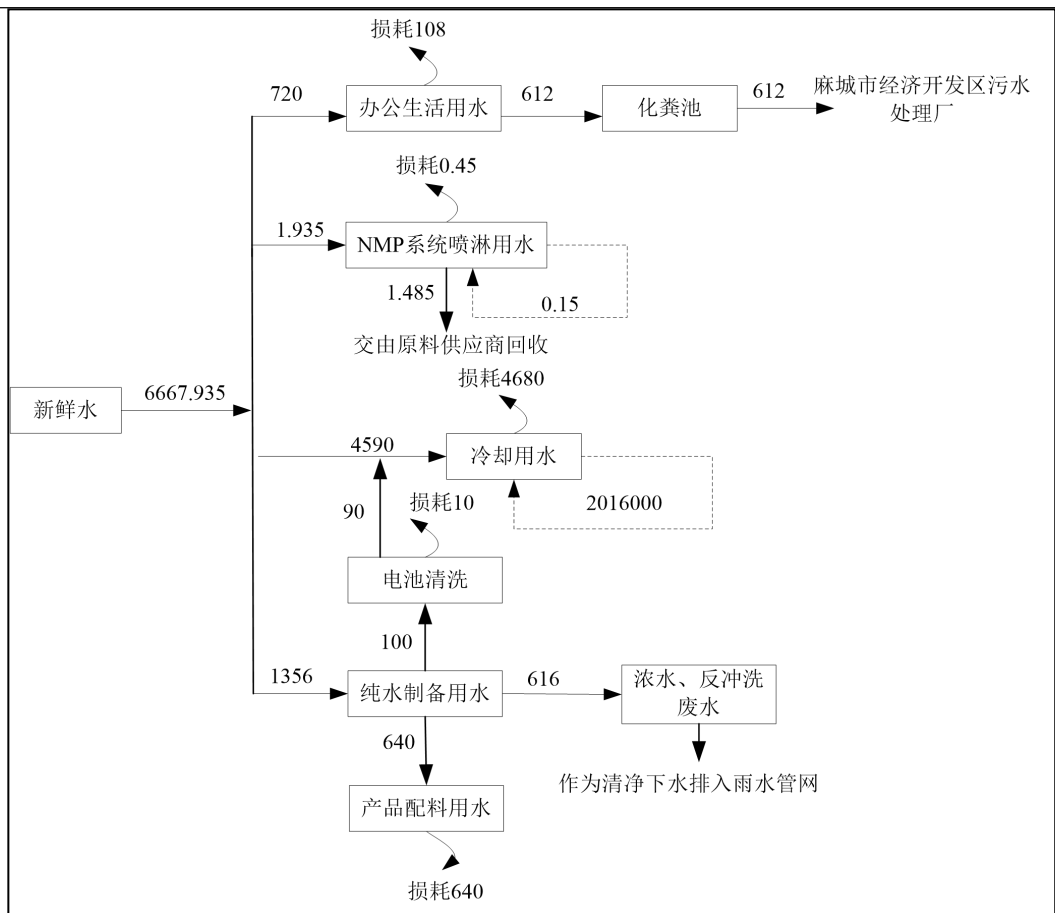 损耗108
720
办公生活用水
612
化粪池
612
麻城市经济开发区污水
处理厂
损耗0.45
1.935
NMP系统喷淋用水
1.485
0.15
交由原料供应商回收
损耗4680
新鲜水
6667.935
4590
冷却用水
2016000
90
损耗10
电池清洗
100
1356
纯水制备用水
616
浓水、反冲洗
废水
640
作为清净下水排入雨水管网
产品配料用水
损耗640